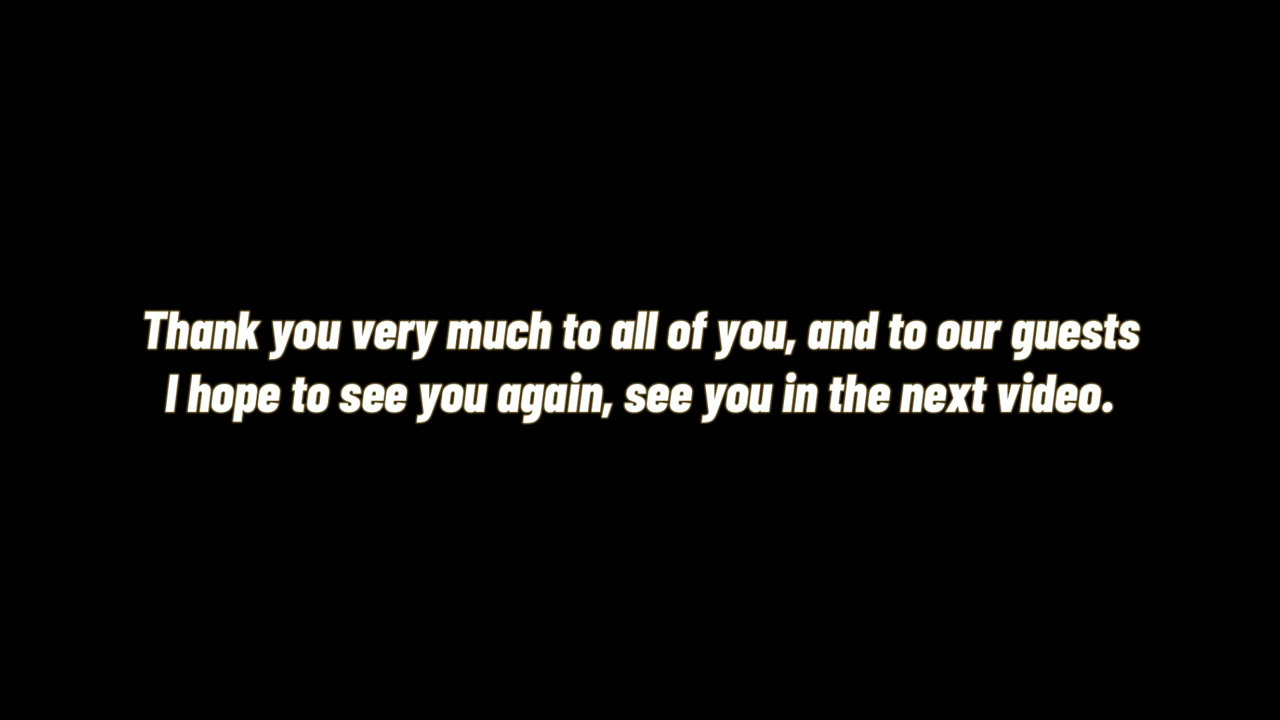 Thank you very much to all of you, and to our guests
I hope to see you again, see you in the next video.